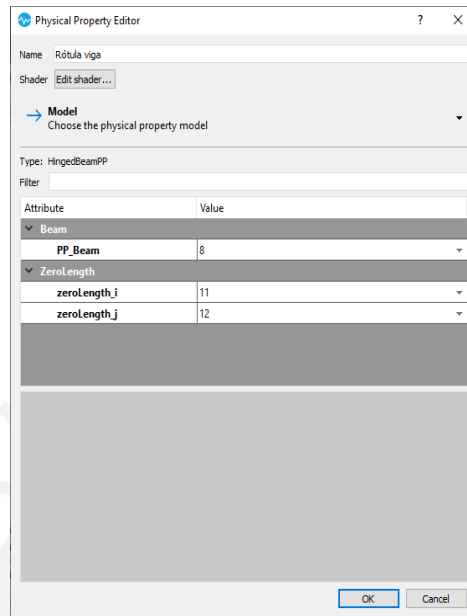 Physical Property Editor ? X
Name Rótula viga
Shader Edit shader...
Model
Choose the physical property model
Type: HingedBeamPP
Filter
Attribute Value
Beam
PP_Beam 8
ZeroLength
zeroLength_i 11
zeroLength_j 12
OK Cancel